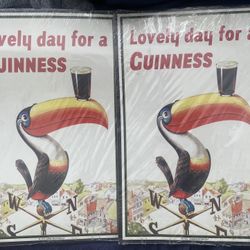 ovely day for a
UINNESS
W N
S
Lovely day for a
GUINNESS
W N
S E